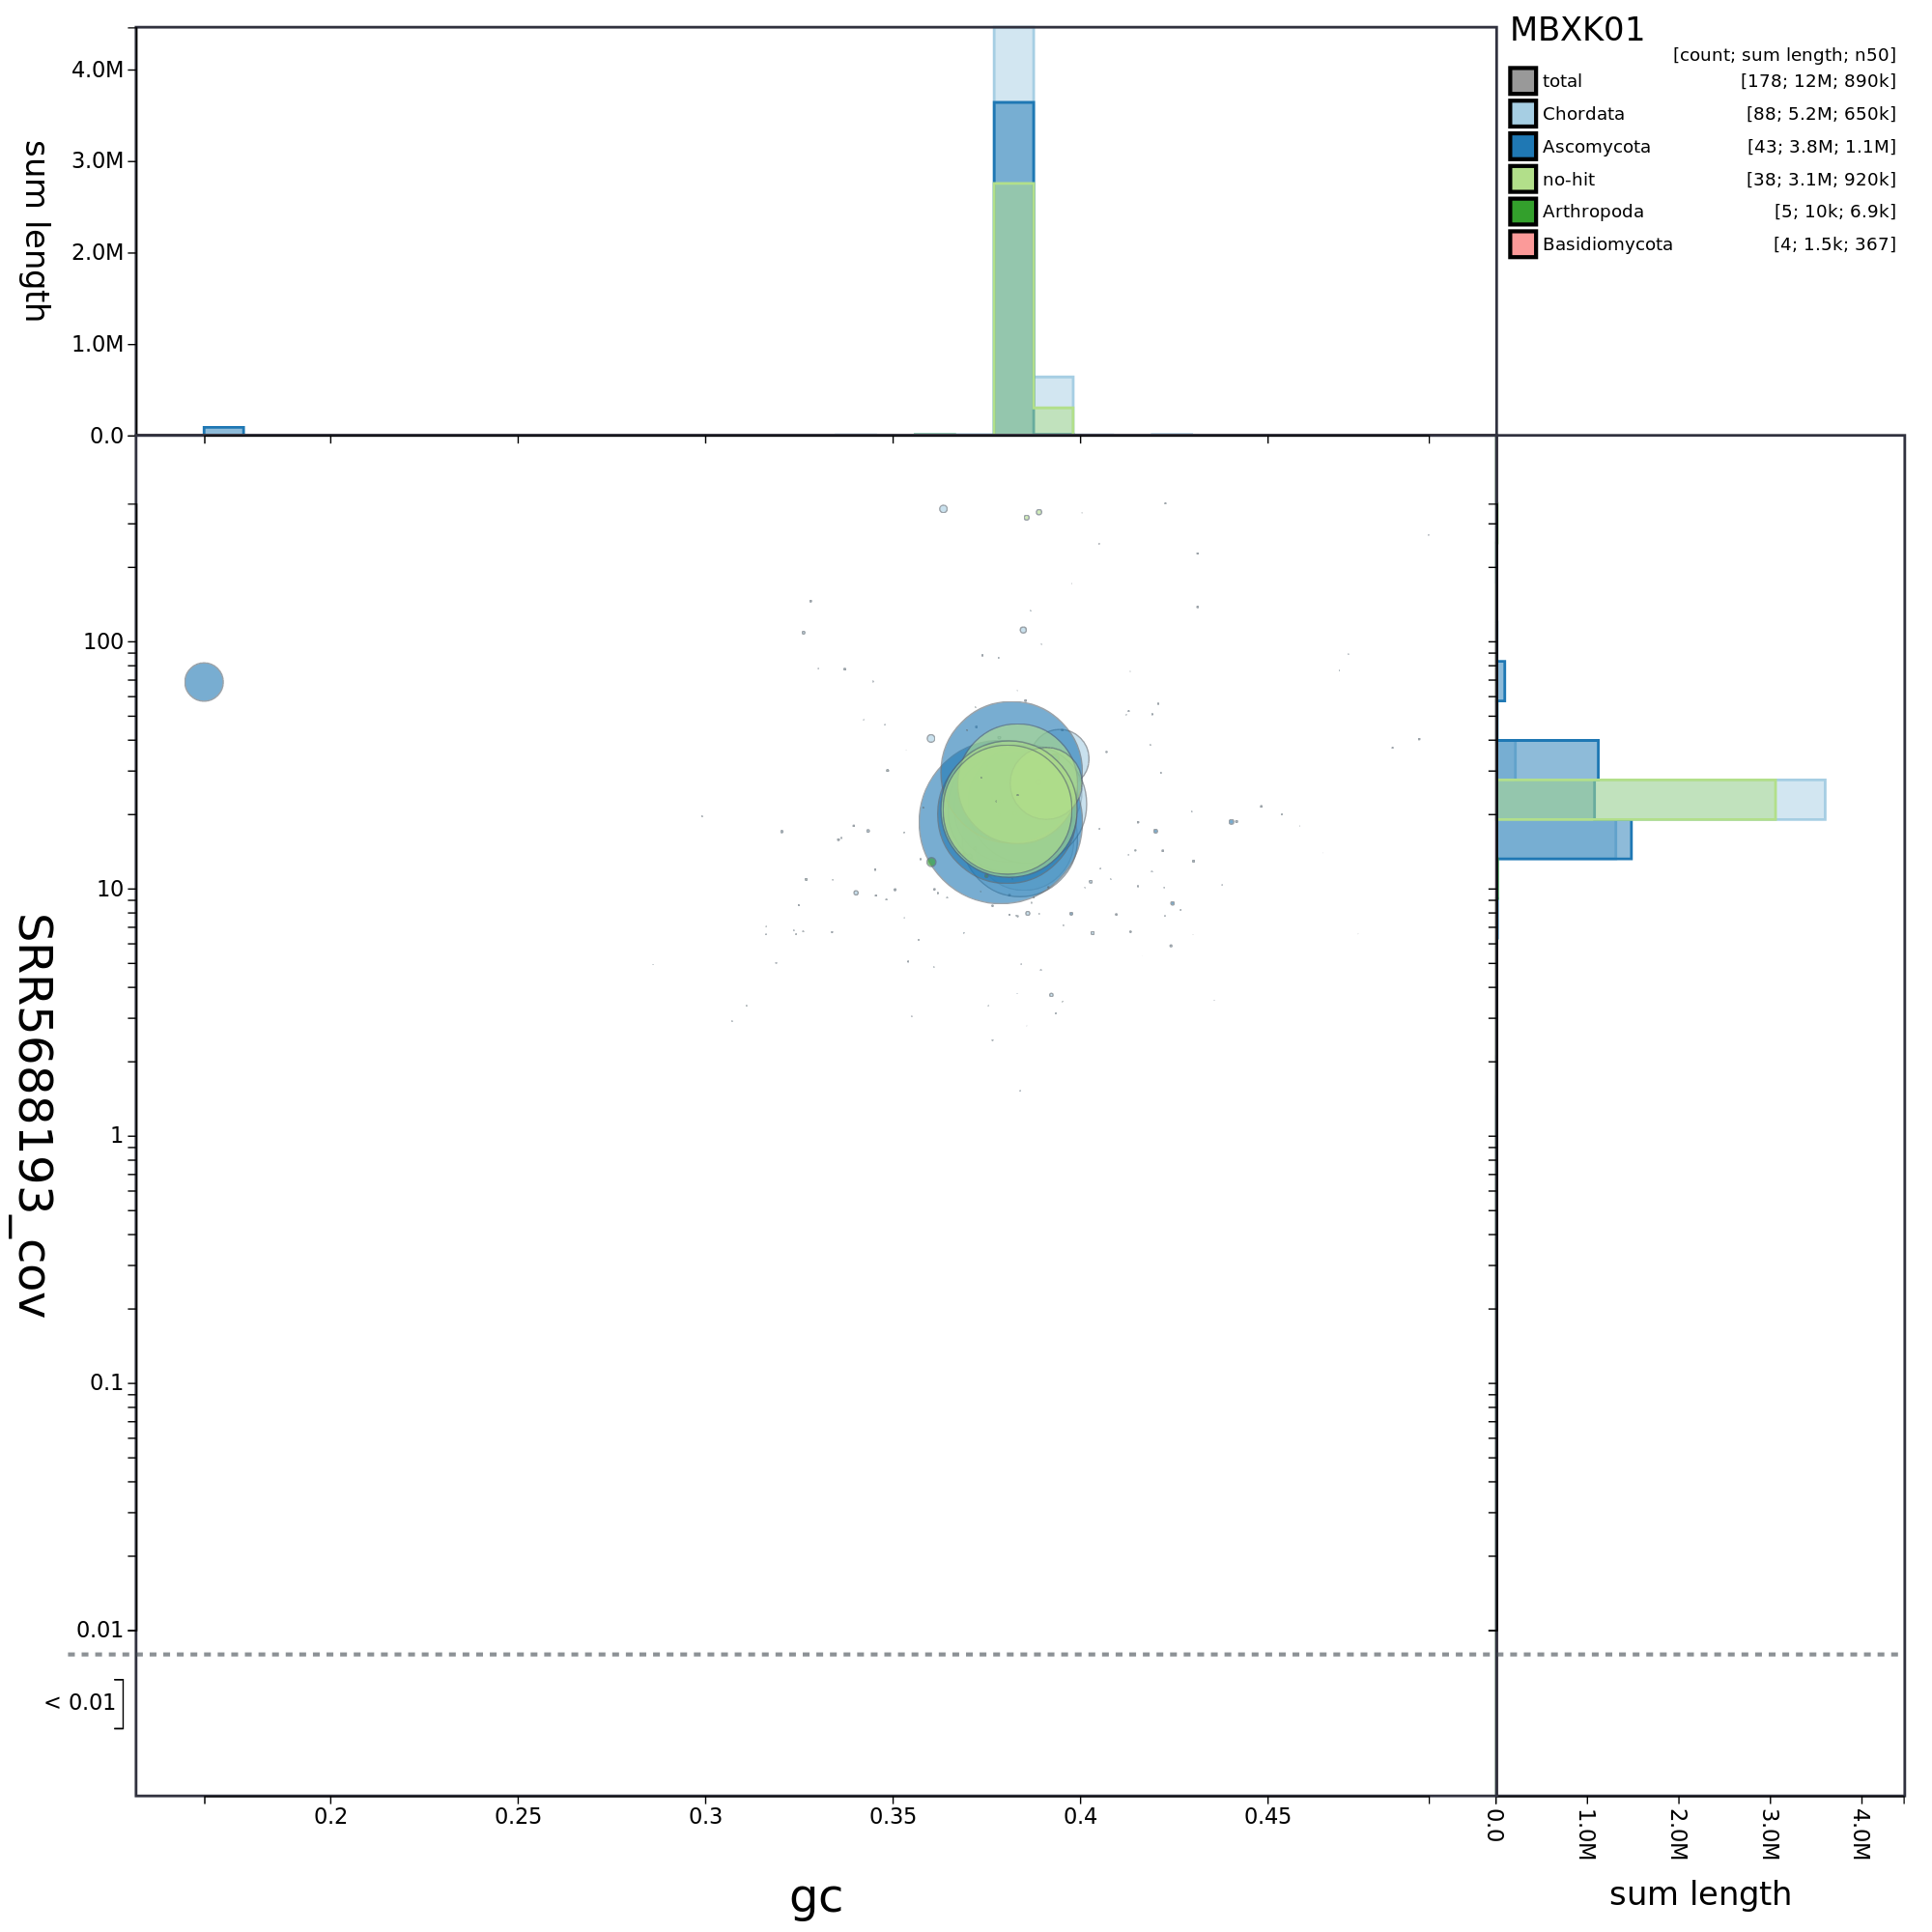 MBXK01
[count; sum length; n50]
total [178; 12M; 890k]
Chordata [88; 5.2M; 650k]
Ascomycota [43; 3.8M; 1.1M]
no-hit [38; 3.1M; 920k]
Arthropoda [5; 10k; 6.9k]
Basidiomycota [4; 1.5k; 367]
sum length
4.0M
3.0M
2.0M
1.0M
0.0
SRR5688193_cov
100
10
1
0.1
0.01
< 0.01
0.2 0.25 0.3 0.35 0.4 0.45
gc
0.0 1.0M 2.0M 3.0M 4.0M
sum length